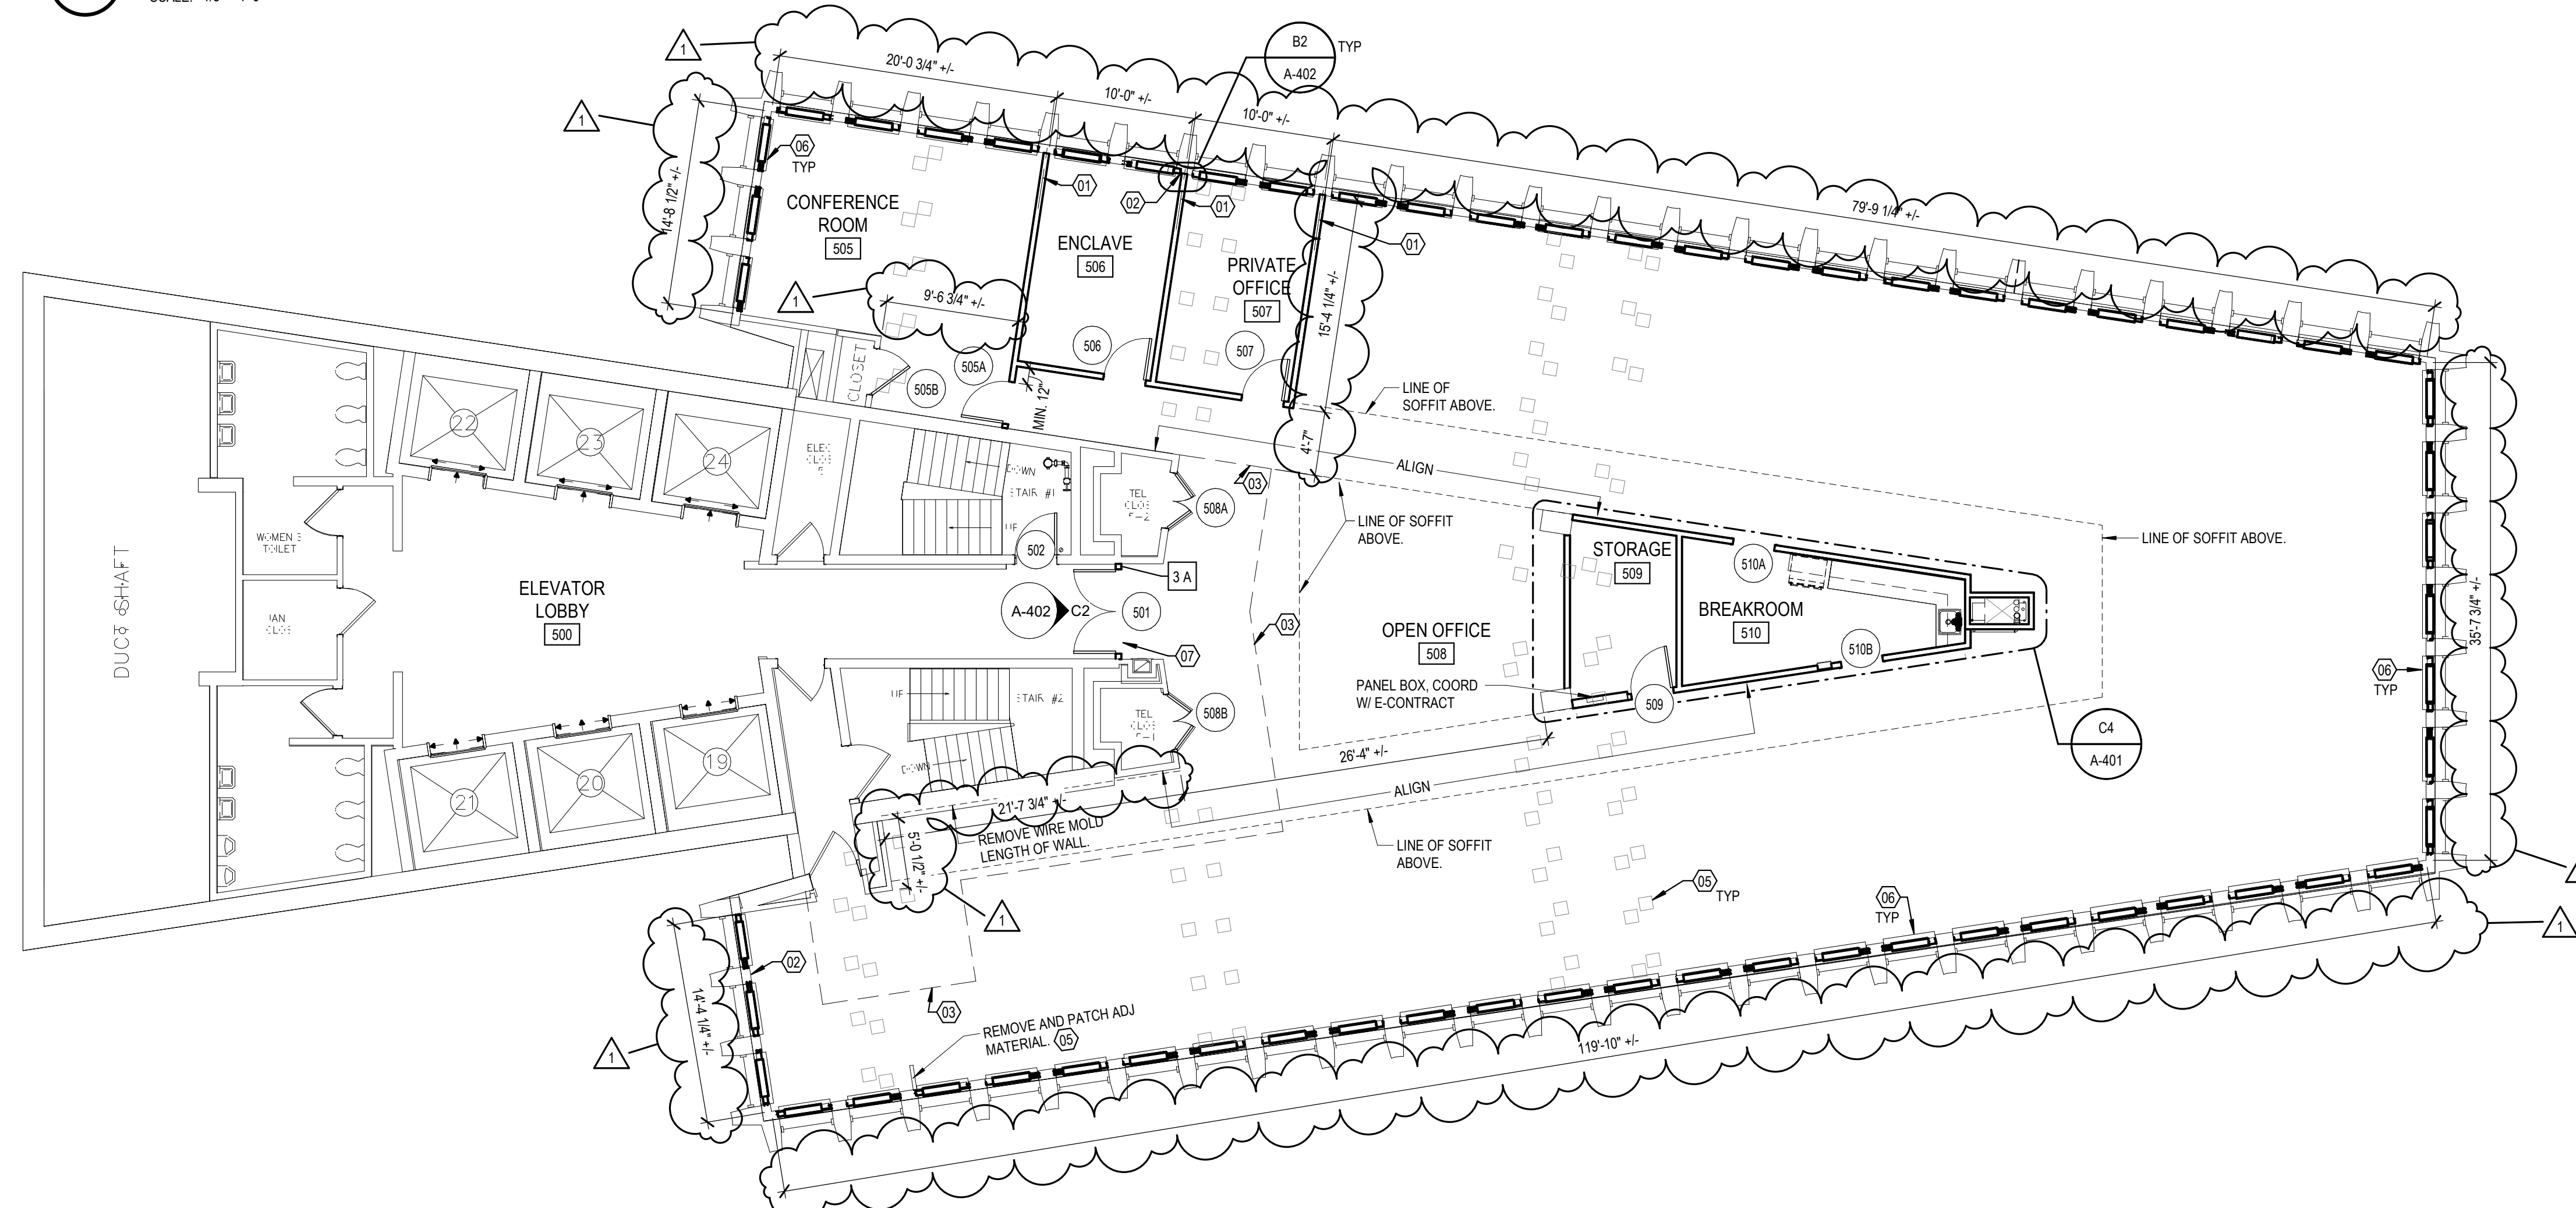 1
20'-0 3/4" +/-
B2
TYP
A-402
10'-0" +/-
10'-0" +/-
1
14'-8 1/2" +/-
06
TYP
01
02
01
01
79'-9 1/4" +/-
CONFERENCE
ROOM
505
ENCLAVE
506
PRIVATE
OFFICE
507
15'-4 1/4" +/-
1
9'-6 3/4" +/-
CLOSET
505B
505A
506
507
MIN. 12"
4'-7"
LINE OF
SOFFIT ABOVE.
22
23
24
DOWN
STAIR #1
UP
TEL
508A
502
03
ALIGN
LINE OF SOFFIT
ABOVE.
LINE OF SOFFIT ABOVE.
DUCT SHAFT
WOMEN'S
TOILET
ELEVATOR
LOBBY
500
3 A
A-402
C2
501
07
03
OPEN OFFICE
508
STORAGE
509
510A
BREAKROOM
510
510B
PANEL BOX, COORD
W/ E-CONTRACT
509
35'-7 3/4" +/-
06
TYP
C4
A-401
UP
STAIR #2
TEL
508B
DOWN
21
20
19
26'-4" +/-
ALIGN
21'-7 3/4" +/-
REMOVE WIRE MOLD
LENGTH OF WALL.
5'-0 1/2" +/-
LINE OF SOFFIT
ABOVE.
1
05
TYP
06
TYP
1
02
14'-4 1/4" +/-
1
03
REMOVE AND PATCH ADJ
MATERIAL.
05
119'-10" +/-